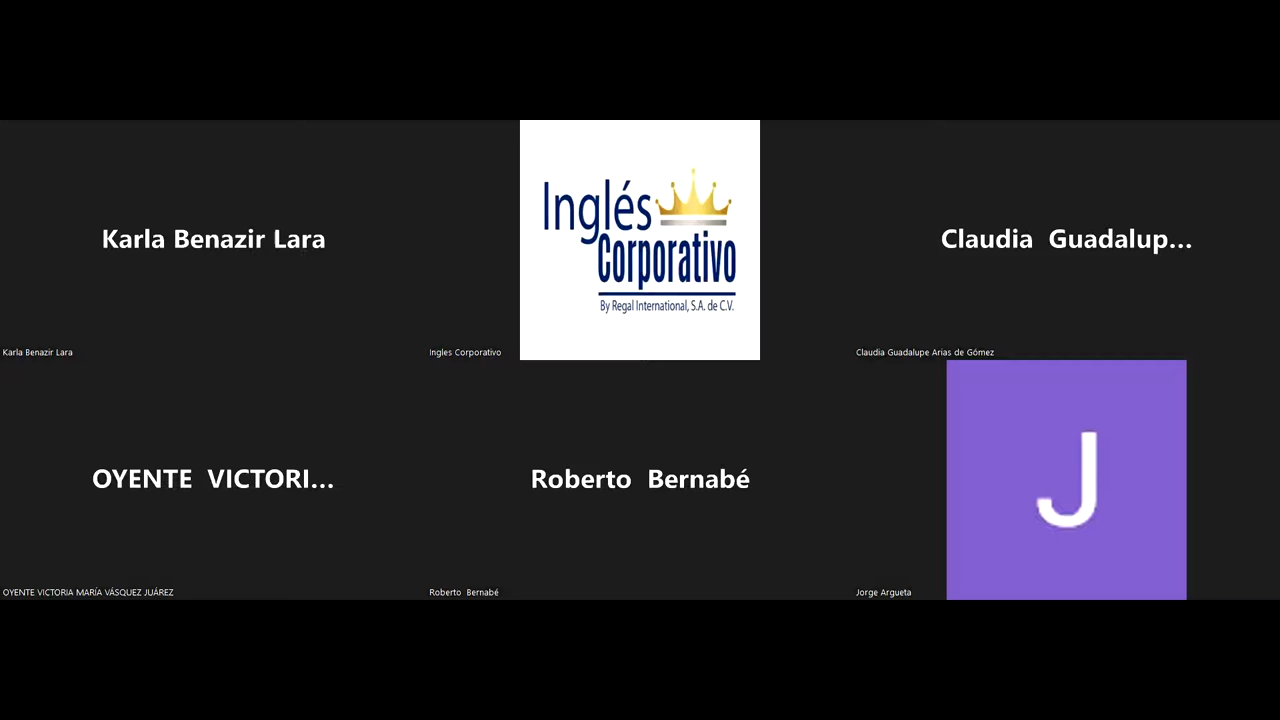 Karla Benazir Lara
Karla Benazir Lara
Inglés
Corporativo
By Regal International, S.A. de C.V.
Ingles Corporativo
Claudia Guadalup...
Claudia Guadalupe Arias de Gómez
OYENTE VICTORI...
OYENTE VICTORIA MARÍA VÁSQUEZ JUÁREZ
Roberto Bernabé
Roberto Bernabé
J
Jorge Argueta